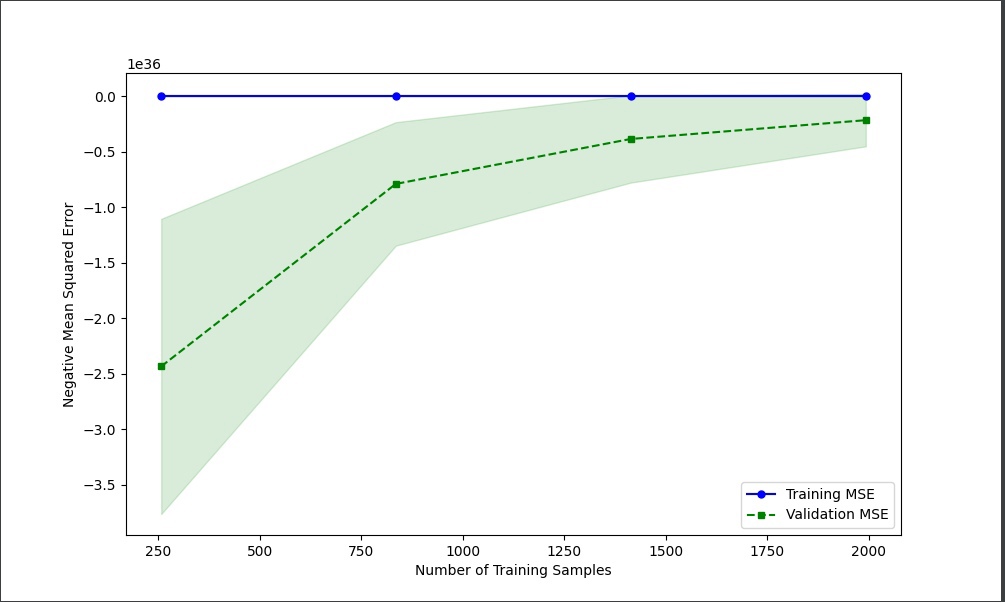 1e36
0.0
−0.5
−1.0
−1.5
−2.0
−2.5
−3.0
−3.5
Negative Mean Squared Error
Training MSE
Validation MSE
250 500 750 1000 1250 1500 1750 2000
Number of Training Samples